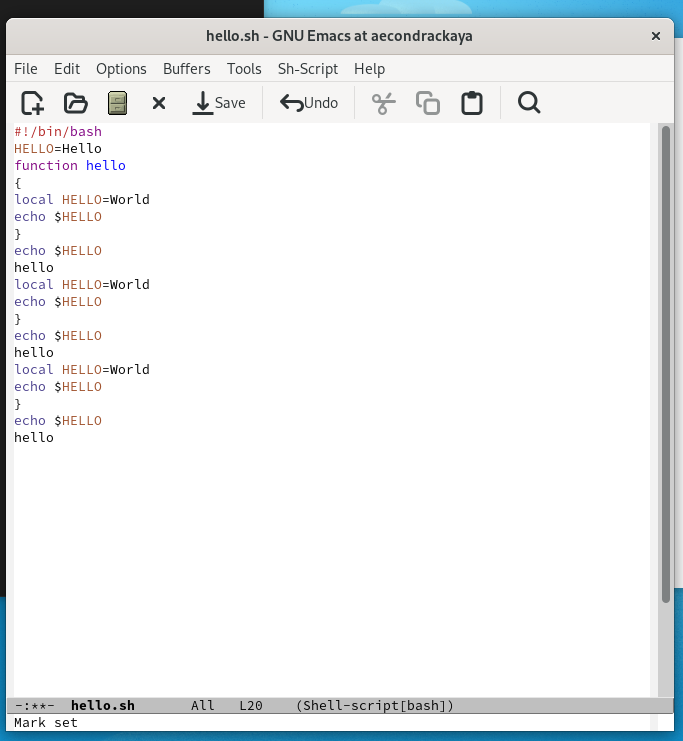 hello.sh - GNU Emacs at aecondrackaya
File Edit Options Buffers Tools Sh-Script Help
Save Undo
#!/bin/bash
HELLO=Hello
function hello
{
local HELLO=World
echo $HELLO
}
echo $HELLO
hello
local HELLO=World
echo $HELLO
}
echo $HELLO
hello
local HELLO=World
echo $HELLO
}
echo $HELLO
hello
-:**- hello.sh All L20 (Shell-script[bash])
Mark set